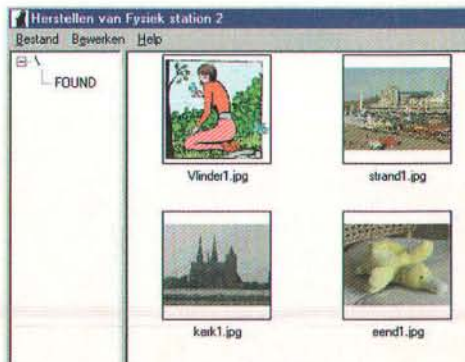 Herstellen van Fysiek station 2
Bestand Bewerken Help
\
FOUND
Vlinder1.jpg
strand1.jpg
kerk1.jpg
eend1.jpg